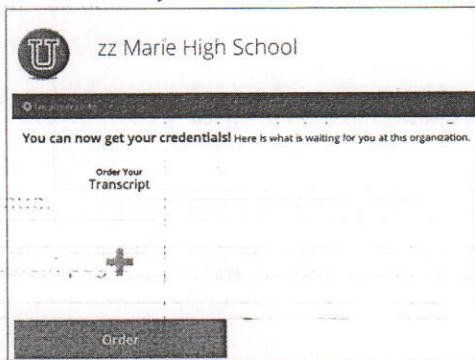 U
zz Marie High School
You can now get your credentials! Here is what is waiting for you at this organization.
Order Your
Transcript
Order